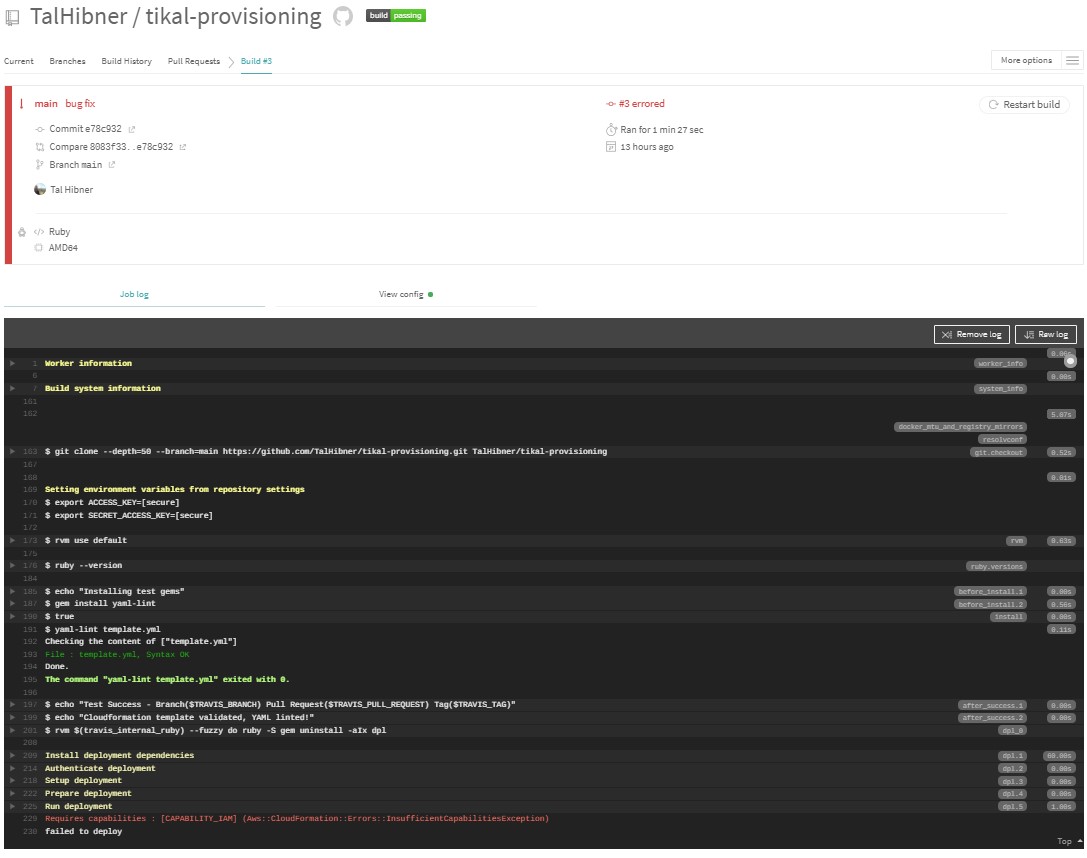 TalHibner / tikal-provisioning build passing
Current Branches Build History Pull Requests Build #3 More options
main bug fix #3 errored Restart build
Commit e78c932 Ran for 1 min 27 sec
Compare 8083f33..e78c932 13 hours ago
Branch main
Tal Hibner
Ruby
AMD64
Job log View config
Remove log Raw log
1 Worker information worker_info
6 0.00s
7 Build system information system_info
161
162 5.07s
docker_mtu_and_registry_mirrors
resolvconf
163 $ git clone --depth=50 --branch=main https://github.com/TalHibner/tikal-provisioning.git TalHibner/tikal-provisioning git.checkout 0.52s
167
168 0.01s
169 Setting environment variables from repository settings
170 $ export ACCESS_KEY=[secure]
171 $ export SECRET_ACCESS_KEY=[secure]
172
173 $ rvm use default rvm 0.83s
175
176 $ ruby --version ruby.versions
184
185 $ echo "Installing test gems" before_install.1 0.00s
187 $ gem install yaml-lint before_install.2 0.56s
190 $ true install 0.00s
191 $ yaml-lint template.yml 0.11s
192 Checking the content of ["template.yml"]
193 File : template.yml, Syntax OK
194 Done.
195 The command "yaml-lint template.yml" exited with 0.
196
197 $ echo "Test Success - Branch($TRAVIS_BRANCH) Pull Request($TRAVIS_PULL_REQUEST) Tag($TRAVIS_TAG)" after_success.1 0.00s
199 $ echo "Cloudformation template validated, YAML linted!" after_success.2 0.00s
201 $ rvm $(travis_internal_ruby) --fuzzy do ruby -S gem uninstall -aIx dpl dpl_0
208
209 Install deployment dependencies dpl.1 60.00s
214 Authenticate deployment dpl.2 0.00s
218 Setup deployment dpl.3 0.00s
222 Prepare deployment dpl.4 0.00s
225 Run deployment dpl.5 1.00s
229 Requires capabilities : [CAPABILITY_IAM] (Aws::CloudFormation::Errors::InsufficientCapabilitiesException)
230 failed to deploy
Top